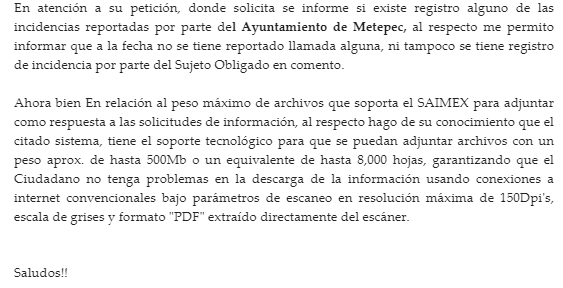 En atención a su petición, donde solicita se informe si existe registro alguno de las
incidencias reportadas por parte del Ayuntamiento de Metepec, al respecto me permito
informar que a la fecha no se tiene reportado llamada alguna, ni tampoco se tiene registro
de incidencia por parte del Sujeto Obligado en comento.
Ahora bien En relación al peso máximo de archivos que soporta el SAIMEX para adjuntar
como respuesta a las solicitudes de información, al respecto hago de su conocimiento que el
citado sistema, tiene el soporte tecnológico para que se puedan adjuntar archivos con un
peso aprox. de hasta 500Mb o un equivalente de hasta 8,000 hojas, garantizando que el
Ciudadano no tenga problemas en la descarga de la información usando conexiones a
internet convencionales bajo parámetros de escaneo en resolución máxima de 150Dpi's,
escala de grises y formato "PDF" extraído directamente del escáner.
Saludos!!